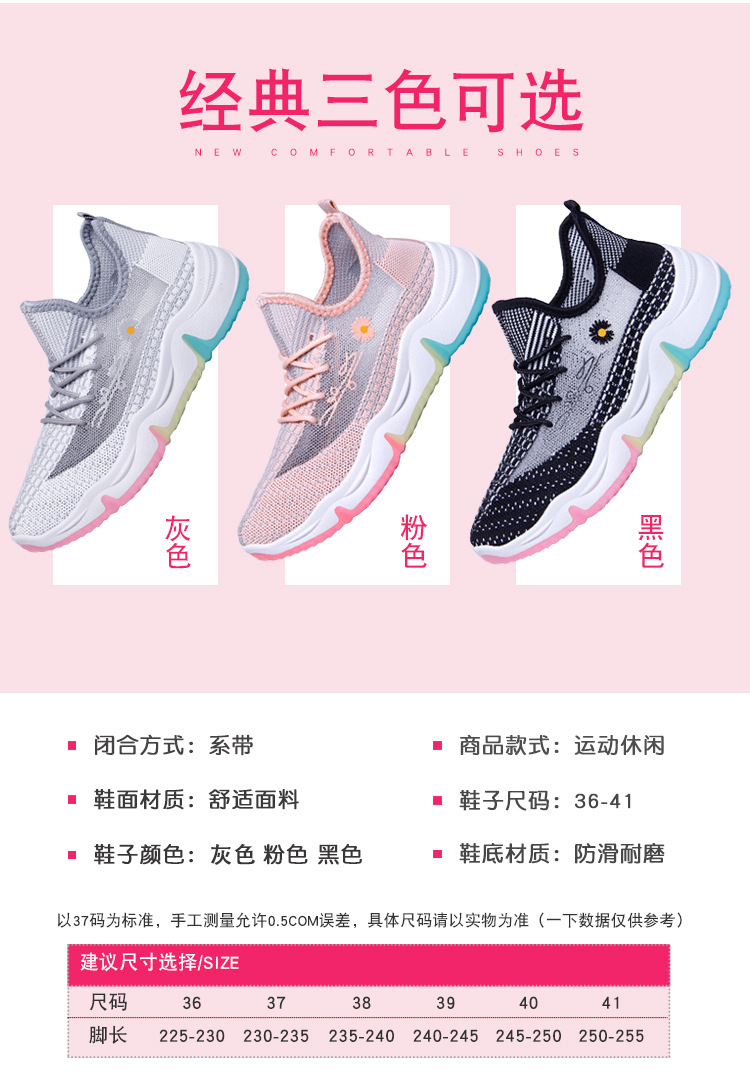 经典三色可选
NEW COMFORTABLE SHOES
灰色
粉色
黑色
闭合方式：系带
商品款式：运动休闲
鞋面材质：舒适面料
鞋子尺码：36-41
鞋子颜色：灰色 粉色 黑色
鞋底材质：防滑耐磨
以37码为标准，手工测量允许0.5COM误差，具体尺码请以实物为准（一下数据仅供参考）
建议尺寸选择/SIZE
尺码 36 37 38 39 40 41
脚长 225-230 230-235 235-240 240-245 245-250 250-255